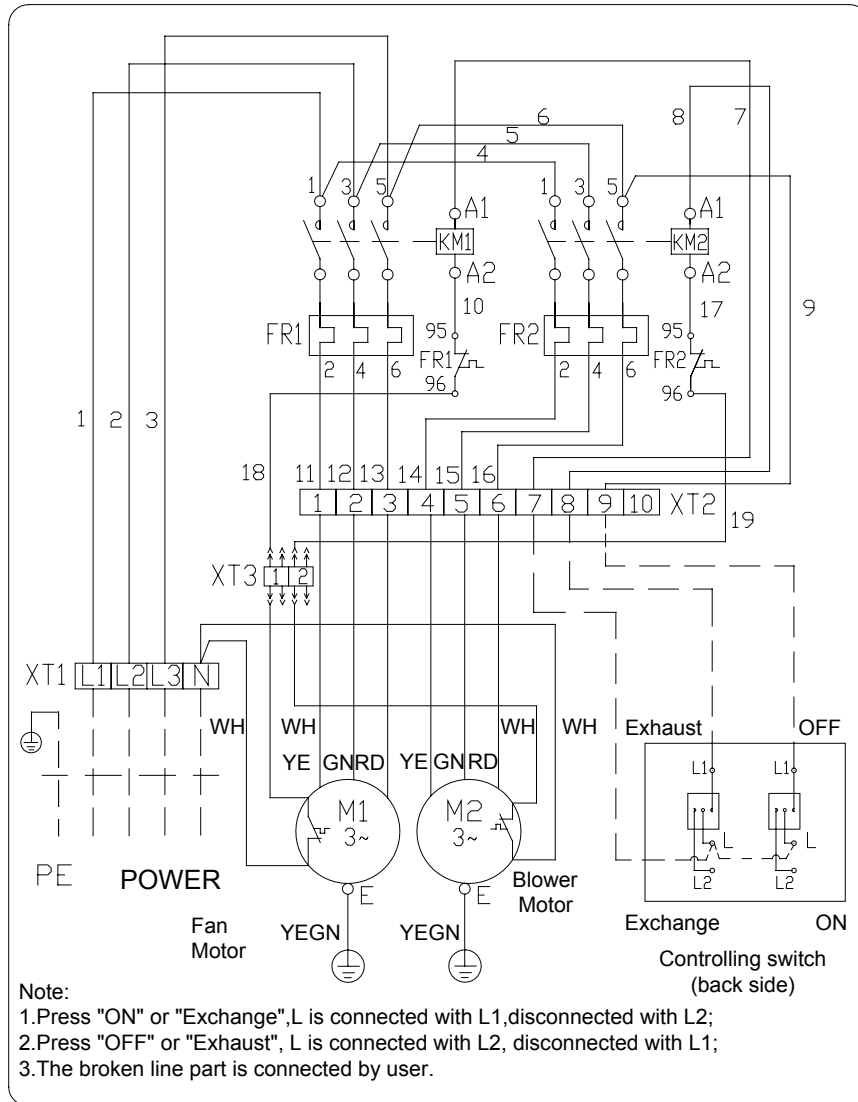 6
8
7
5
4
1
3
5
1
3
5
A1
A1
KM1
KM2
A2
A2
10
17
9
FR1
95
FR2
95
FR1
FR2
2
4
6
96
2
4
6
96
1
2
3
18
11
12
13
14
15
16
1
2
3
4
5
6
7
8
9
10
XT2
19
XT3
1
2
XT1
L1
L2
L3
N
WH
WH
WH
WH
Exhaust
OFF
YE
GN
RD
YE
GN
RD
L1
L1
M1
3~
M2
3~
L
L
L2
L2
PE
POWER
E
E
Blower
Motor
Fan
Motor
YEGN
YEGN
Exchange
ON
Controlling switch
(back side)
Note:
1.Press "ON" or "Exchange",L is connected with L1,disconnected with L2;
2.Press "OFF" or "Exhaust", L is connected with L2, disconnected with L1;
3.The broken line part is connected by user.